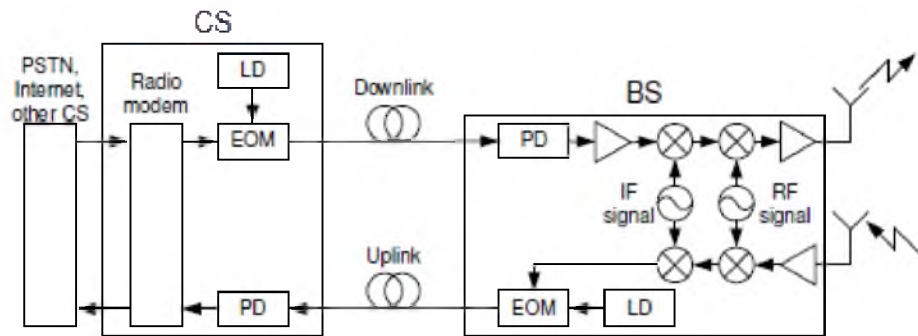 CS
PSTN,
Internet,
other CS
Radio
modem
LD
EOM
Downlink
BS
PD
IF
signal
RF
signal
Uplink
PD
EOM
LD